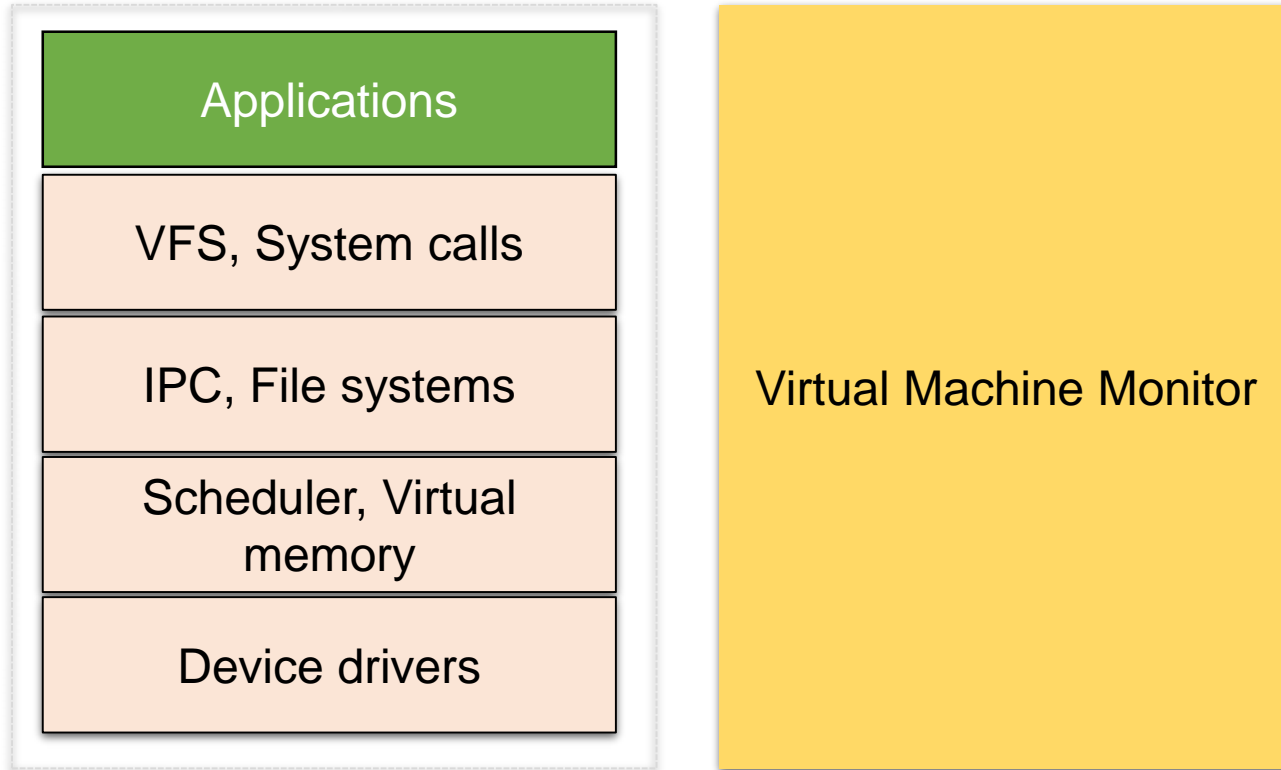 Applications
VFS, System calls
IPC, File systems
Scheduler, Virtual
memory
Device drivers
Virtual Machine Monitor